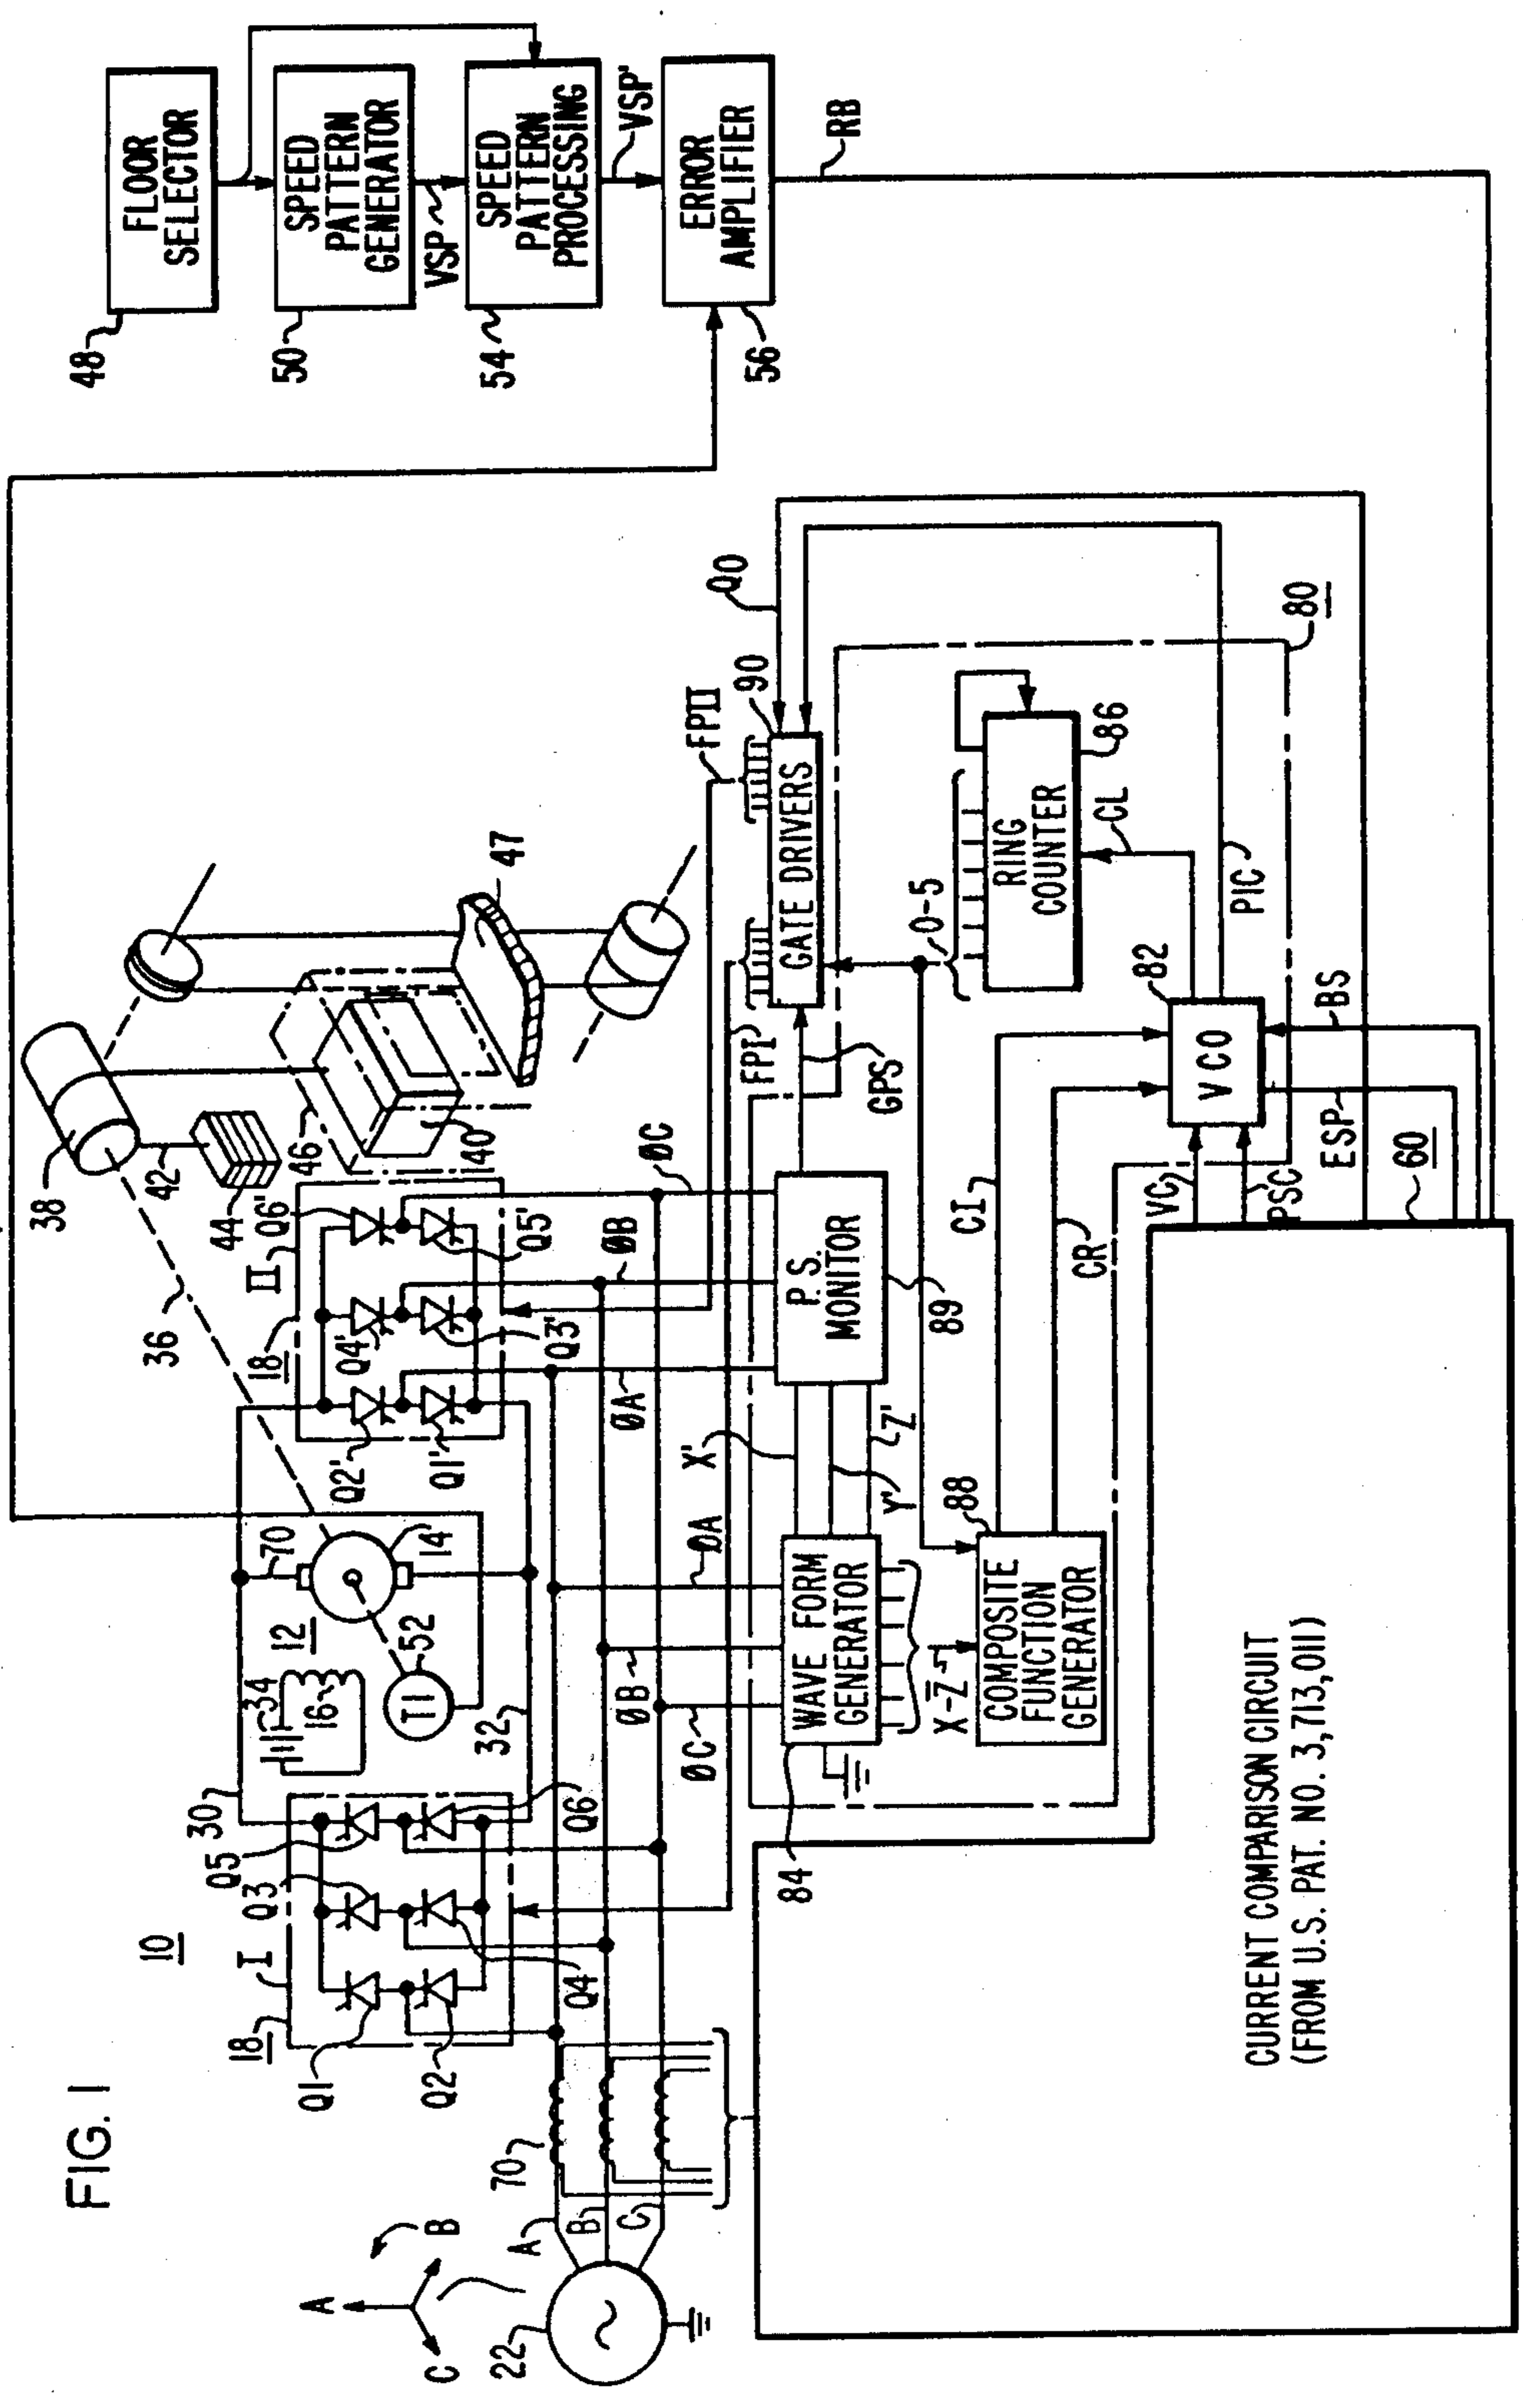 FIG. 1
10
FLOOR
SELECTOR
48
SPEED
PATTERN
GENERATOR
50
VSP
SPEED
PATTERN
PROCESSING
54
VSP'
ERROR
AMPLIFIER
56
RB
38
36
42
44
46
40
47
18
I
Q1
Q3
Q5
Q2
Q4
Q6
30
32
34
16
12
70
14
T1
52
18
II
Q2'
Q4'
Q6'
Q1'
Q3'
Q5'
A
B
C
22
A
B
C
70
ØA
ØB
ØC
ØA
ØB
ØC
FPI
FPII
QO
90
GATE DRIVERS
GPS
P.S.
MONITOR
89
X'
Y'
Z'
WAVE FORM
GENERATOR
84
X-Z̅
COMPOSITE
FUNCTION
GENERATOR
88
0-5
RING
COUNTER
86
CL
PIC
80
CI
CR
VCO
82
VC
PSC
ESP
BS
60
CURRENT COMPARISON CIRCUIT
(FROM U.S. PAT. NO. 3,713,011)